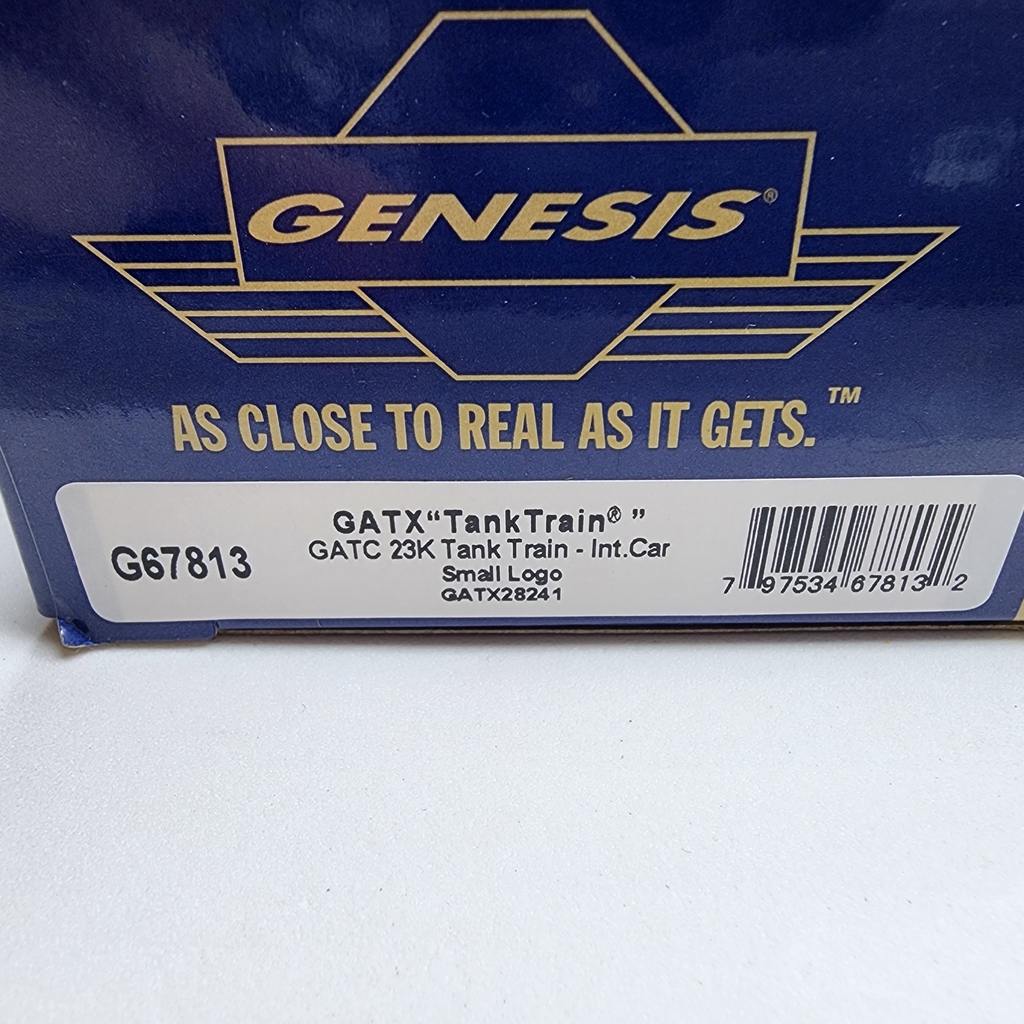 GENESIS®
AS CLOSE TO REAL AS IT GETS.™
G67813
GATX“TankTrain® ”
GATC 23K Tank Train - Int.Car
Small Logo
GATX28241
7 97534 67813 2